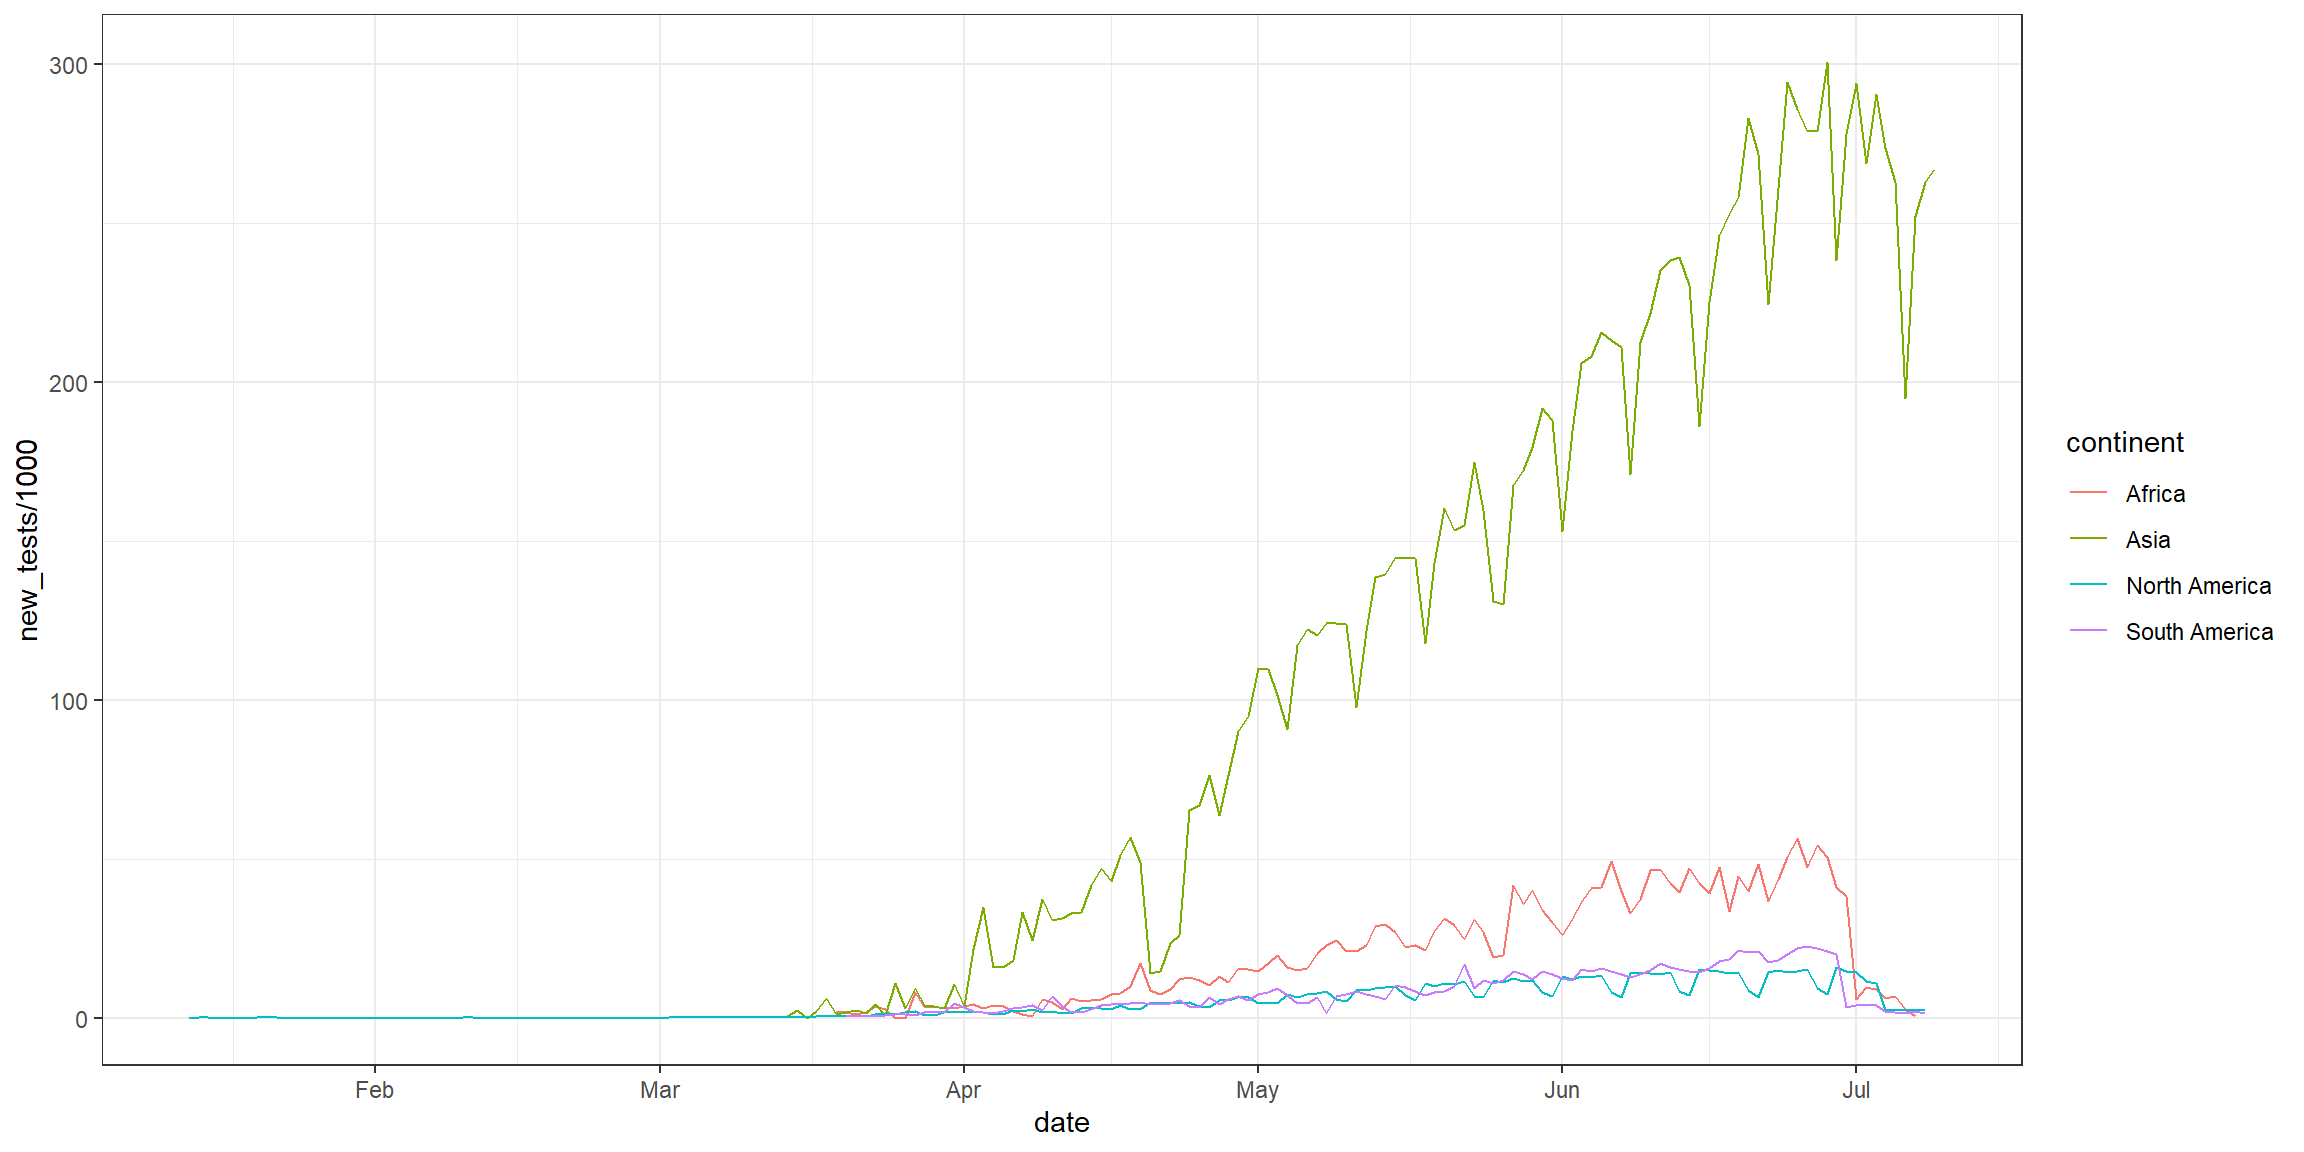 300
200
100
0
new_tests/1000
Feb
Mar
Apr
May
Jun
Jul
date
continent
Africa
Asia
North America
South America